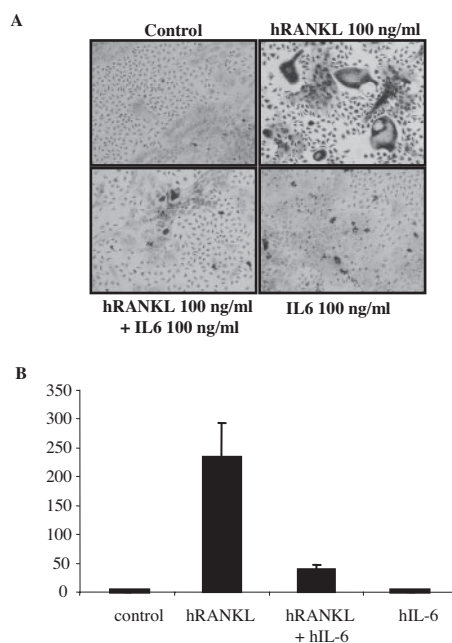 A
Control
hRANKL 100 ng/ml
hRANKL 100 ng/ml
+ IL6 100 ng/ml
IL6 100 ng/ml
B
350
300
250
200
150
100
50
0
control
hRANKL
hRANKL
+ hIL-6
hIL-6